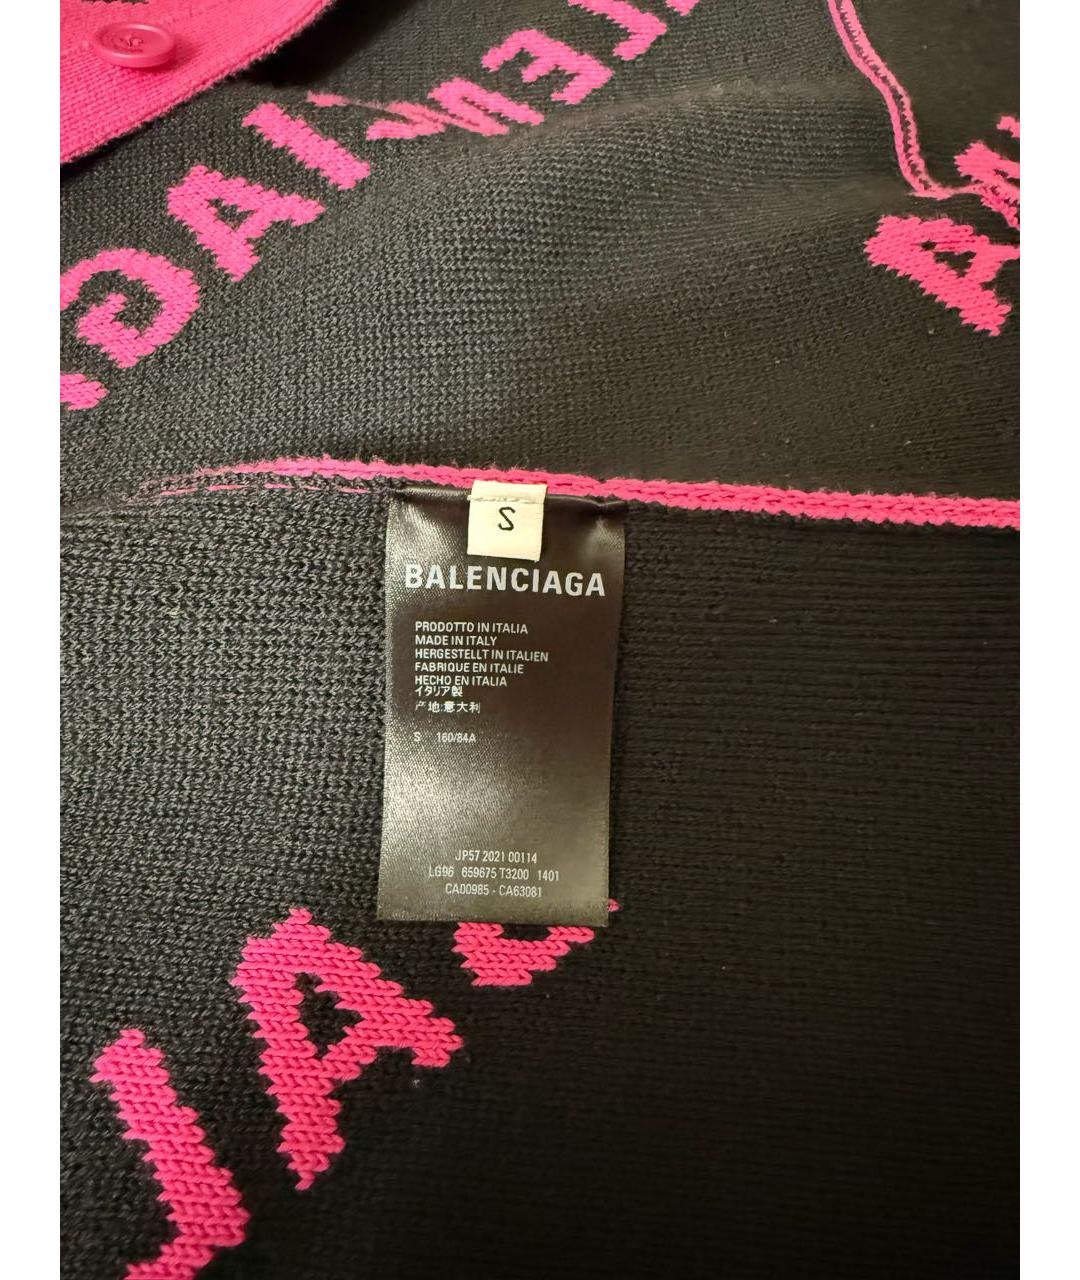 S
BALENCIAGA
PRODOTTO IN ITALIA
MADE IN ITALY
HERGESTELLT IN ITALIEN
FABRIQUE EN ITALIE
HECHO EN ITALIA
イタリア製
产地:意大利
S 160/84A
JP57 2021 00114
LG96 659675 T3200 1401
CA00985 - CA63081